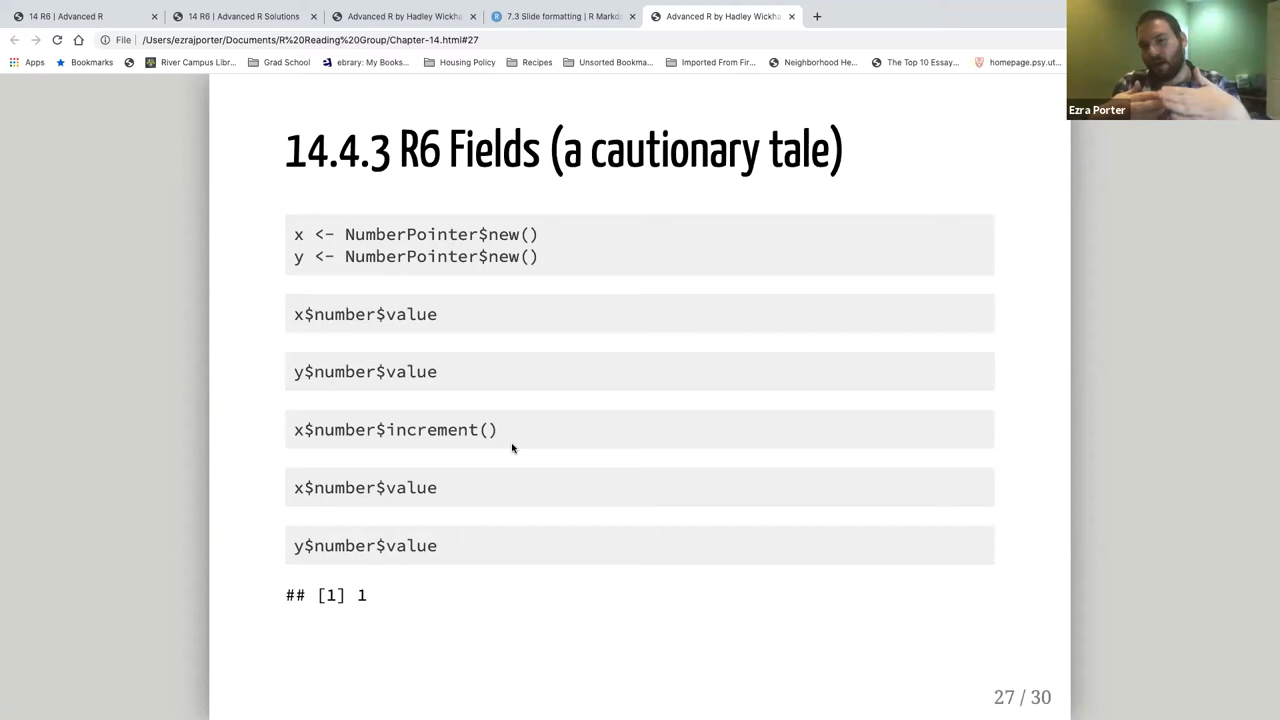 14 R6 | Advanced R
14 R6 | Advanced R Solutions
Advanced R by Hadley Wickha
7.3 Slide formatting | R Markd
Advanced R by Hadley Wickha
File
/Users/ezrajporter/Documents/R%20Reading%20Group/Chapter-14.html#27
Apps
Bookmarks
River Campus Libr...
Grad School
ebrary: My Books...
Housing Policy
Recipes
Unsorted Bookma...
Imported From Fir...
Neighborhood He...
The Top 10 Essay...
homepage.psy.ut...
Ezra Porter
14.4.3 R6 Fields (a cautionary tale)
x <- NumberPointer$new()
y <- NumberPointer$new()
x$number$value
y$number$value
x$number$increment()
x$number$value
y$number$value
## [1] 1
27 / 30